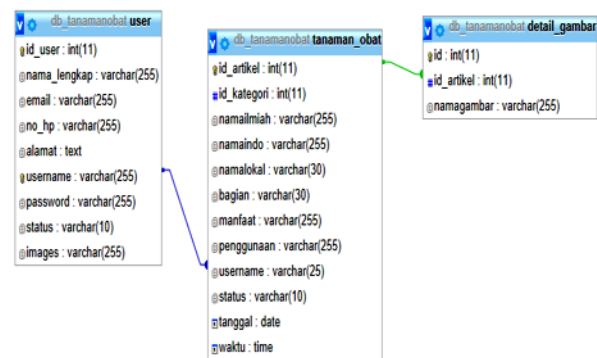 db_tanamanobat user
id_user : int(11)
nama_lengkap : varchar(255)
email : varchar(255)
no_hp : varchar(255)
alamat : text
username : varchar(255)
password : varchar(255)
status : varchar(10)
images : varchar(255)
db_tanamanobat tanaman_obat
id_artikel : int(11)
id_kategori : int(11)
namailmiah : varchar(255)
namaindo : varchar(255)
namalokal : varchar(30)
bagian : varchar(30)
manfaat : varchar(255)
penggunaan : varchar(255)
username : varchar(25)
status : varchar(10)
tanggal : date
waktu : time
db_tanamanobat detail_gambar
id : int(11)
id_artikel : int(11)
namagambar : varchar(255)